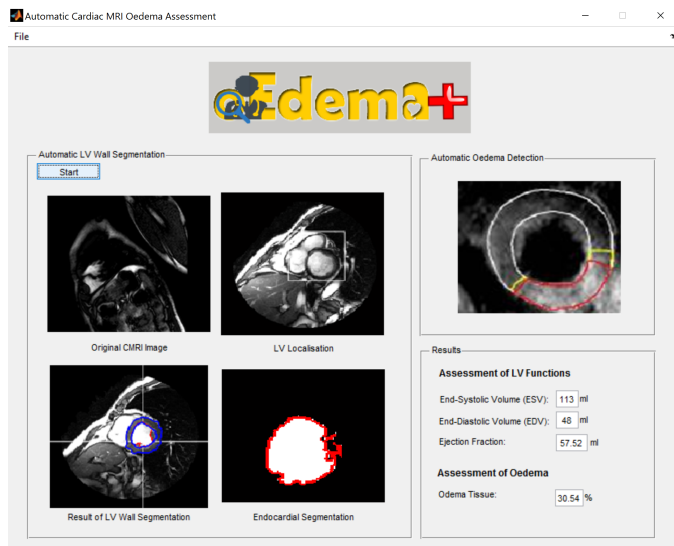 Automatic Cardiac MRI Oedema Assessment
File
Edema+
Automatic LV Wall Segmentation
Start
Original CMRI Image
LV Localisation
Result of LV Wall Segmentation
Endocardial Segmentation
Automatic Oedema Detection
Results
Assessment of LV Functions
End-Systolic Volume (ESV): 113 ml
End-Diastolic Volume (EDV): 48 ml
Ejection Fraction: 57.52 ml
Assessment of Oedema
Odema Tissue: 30.54 %